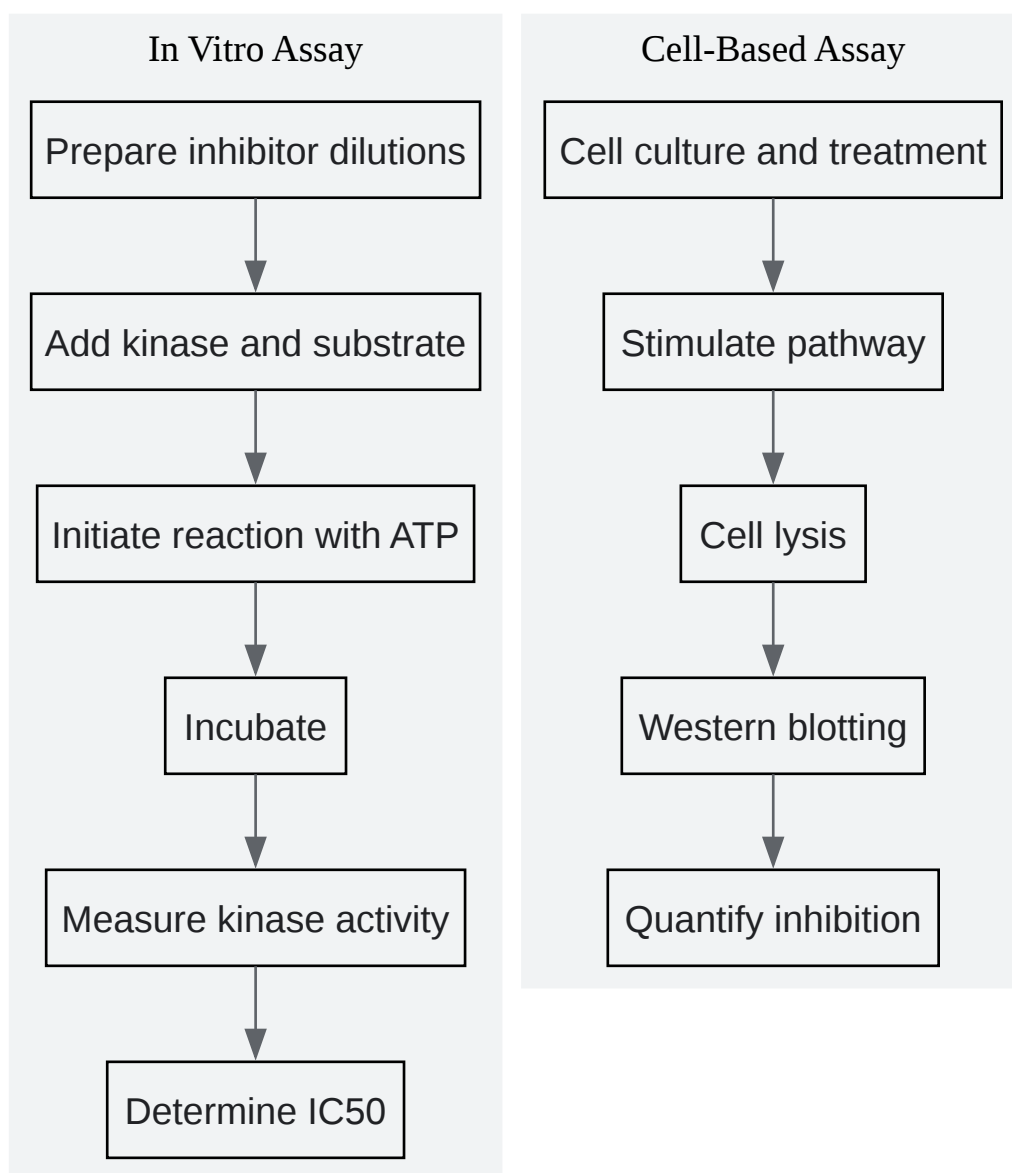 In Vitro Assay
Prepare inhibitor dilutions
Add kinase and substrate
Initiate reaction with ATP
Incubate
Measure kinase activity
Determine IC50
Cell-Based Assay
Cell culture and treatment
Stimulate pathway
Cell lysis
Western blotting
Quantify inhibition